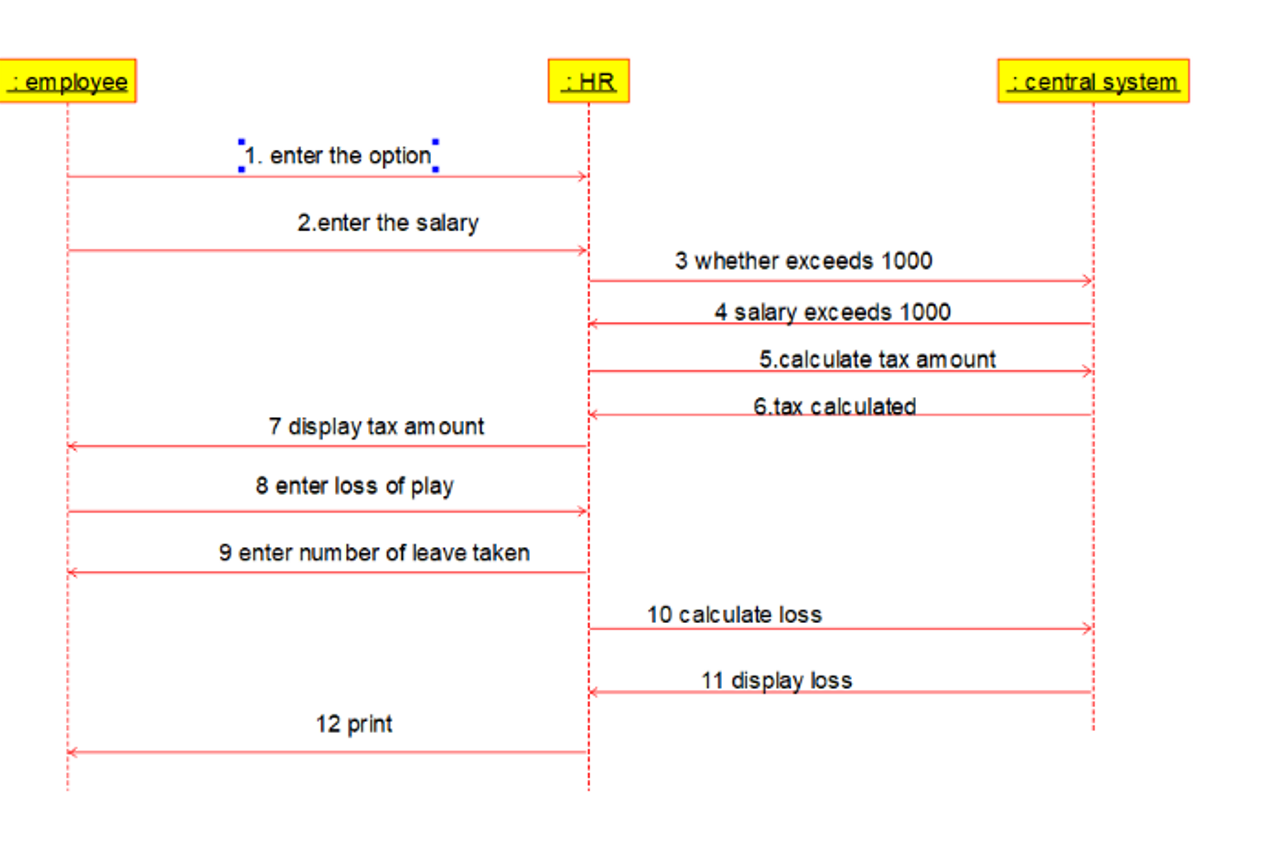 : employee
: HR
: central system
1. enter the option
2.enter the salary
3 whether exceeds 1000
4 salary exceeds 1000
5.calculate tax amount
6.tax calculated
7 display tax amount
8 enter loss of play
9 enter number of leave taken
10 calculate loss
11 display loss
12 print